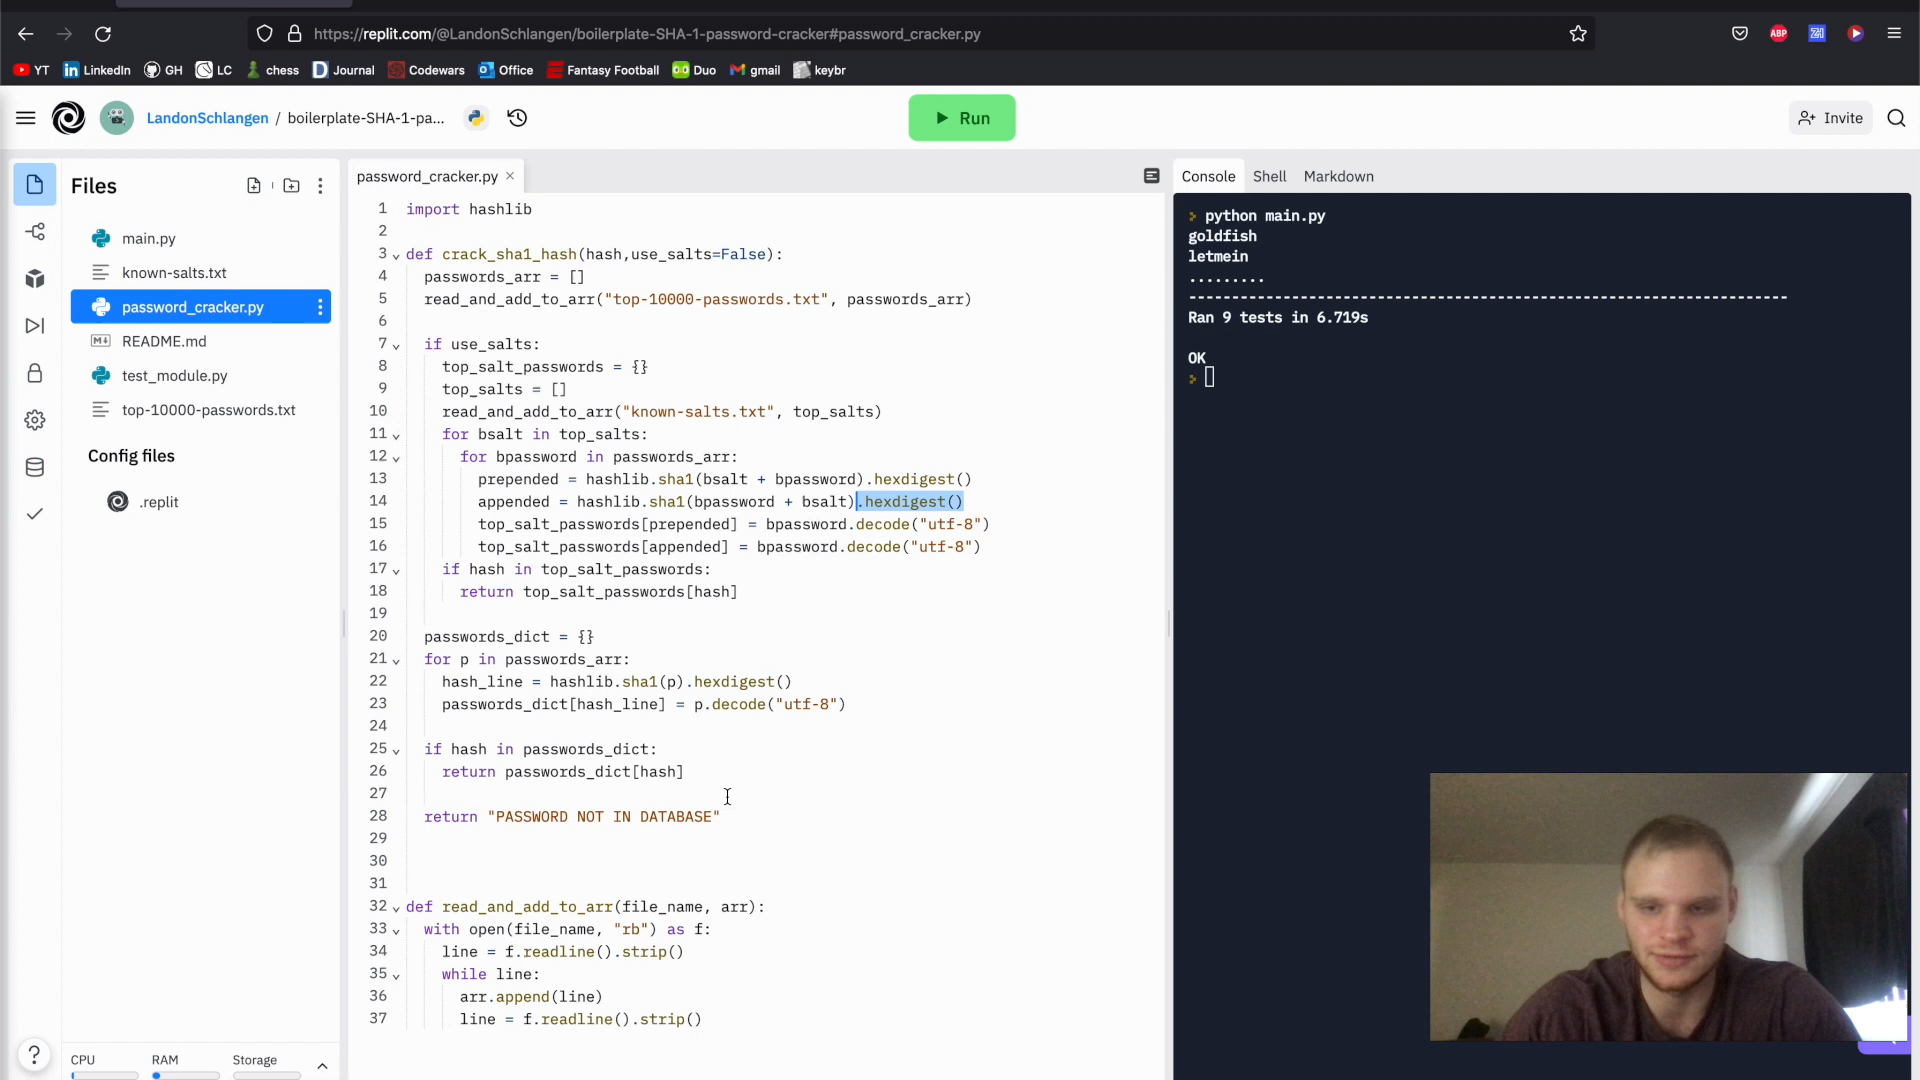 https://replit.com/@LandonSchlangen/boilerplate-SHA-1-password-cracker#password_cracker.py
ABP
YT LinkedIn GH LC chess Journal Codewars Office Fantasy Football Duo gmail keybr
LandonSchlangen / boilerplate-SHA-1-pa...
Run
Invite
Files
main.py
known-salts.txt
password_cracker.py
README.md
test_module.py
top-10000-passwords.txt
Config files
.replit
CPU RAM Storage
password_cracker.py ×
1 import hashlib
2
3 def crack_sha1_hash(hash,use_salts=False):
4 passwords_arr = []
5 read_and_add_to_arr("top-10000-passwords.txt", passwords_arr)
6
7 if use_salts:
8 top_salt_passwords = {}
9 top_salts = []
10 read_and_add_to_arr("known-salts.txt", top_salts)
11 for bsalt in top_salts:
12 for bpassword in passwords_arr:
13 prepended = hashlib.sha1(bsalt + bpassword).hexdigest()
14 appended = hashlib.sha1(bpassword + bsalt).hexdigest()
15 top_salt_passwords[prepended] = bpassword.decode("utf-8")
16 top_salt_passwords[appended] = bpassword.decode("utf-8")
17 if hash in top_salt_passwords:
18 return top_salt_passwords[hash]
19
20 passwords_dict = {}
21 for p in passwords_arr:
22 hash_line = hashlib.sha1(p).hexdigest()
23 passwords_dict[hash_line] = p.decode("utf-8")
24
25 if hash in passwords_dict:
26 return passwords_dict[hash]
27
28 return "PASSWORD NOT IN DATABASE"
29
30
31
32 def read_and_add_to_arr(file_name, arr):
33 with open(file_name, "rb") as f:
34 line = f.readline().strip()
35 while line:
36 arr.append(line)
37 line = f.readline().strip()
Console Shell Markdown
python main.py
goldfish
letmein
.........
----------------------------------------------------------------------
Ran 9 tests in 6.719s
OK